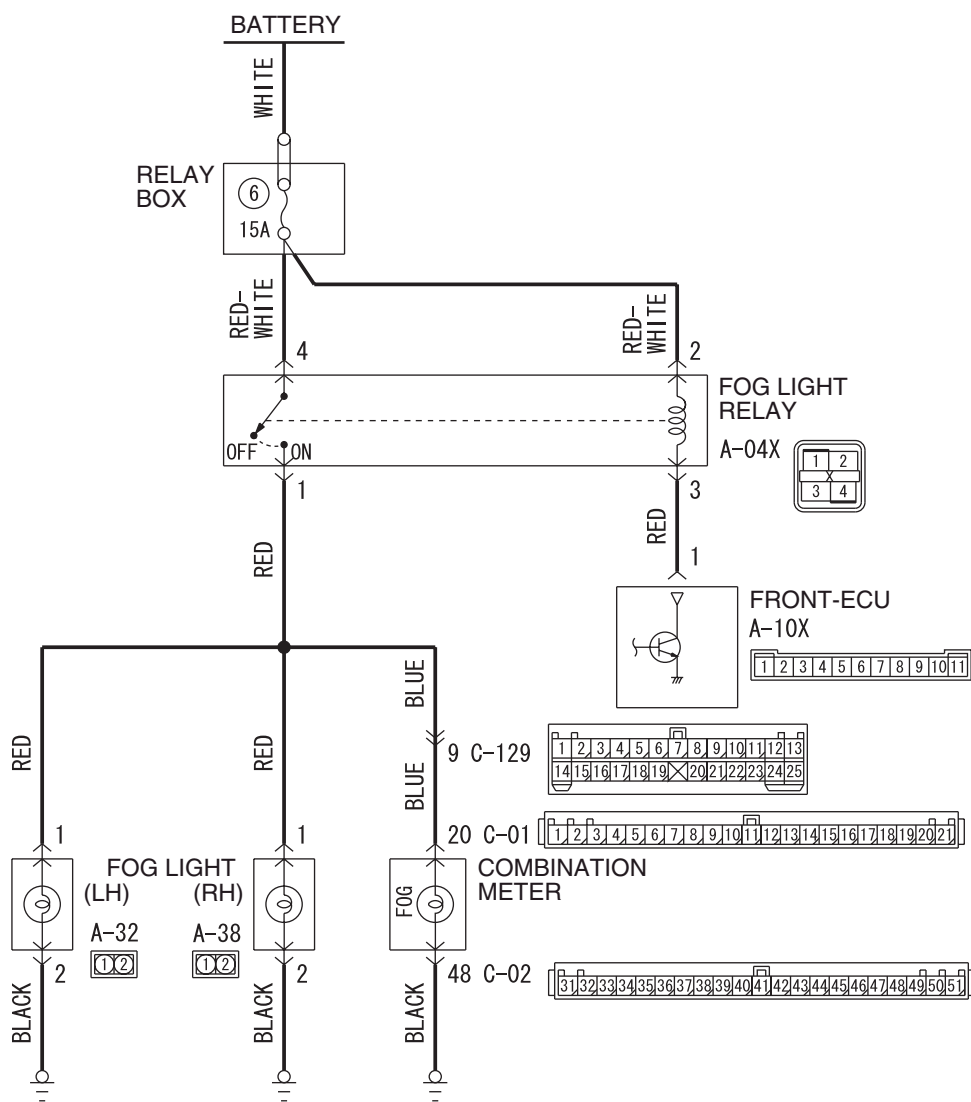 BATTERY
WHITE
RELAY
BOX
6
15A
RED-
WHITE
RED-
WHITE
4
2
FOG LIGHT
RELAY
OFF
ON
A-04X
1 2
X
3 4
1
3
RED
RED
1
FRONT-ECU
A-10X
1 2 3 4 5 6 7 8 9 10 11
RED
RED
BLUE
9 C-129
1 2 3 4 5 6 7 8 9 10 11 12 13
14 15 16 17 18 19 20 21 22 23 24 25
BLUE
1
1
20 C-01
1 2 3 4 5 6 7 8 9 10 11 12 13 14 15 16 17 18 19 20 21
FOG LIGHT
(LH) (RH)
FOG
COMBINATION
METER
A-32
A-38
1 2
1 2
2
2
48 C-02
31 32 33 34 35 36 37 38 39 40 41 42 43 44 45 46 47 48 49 50 51
BLACK
BLACK
BLACK